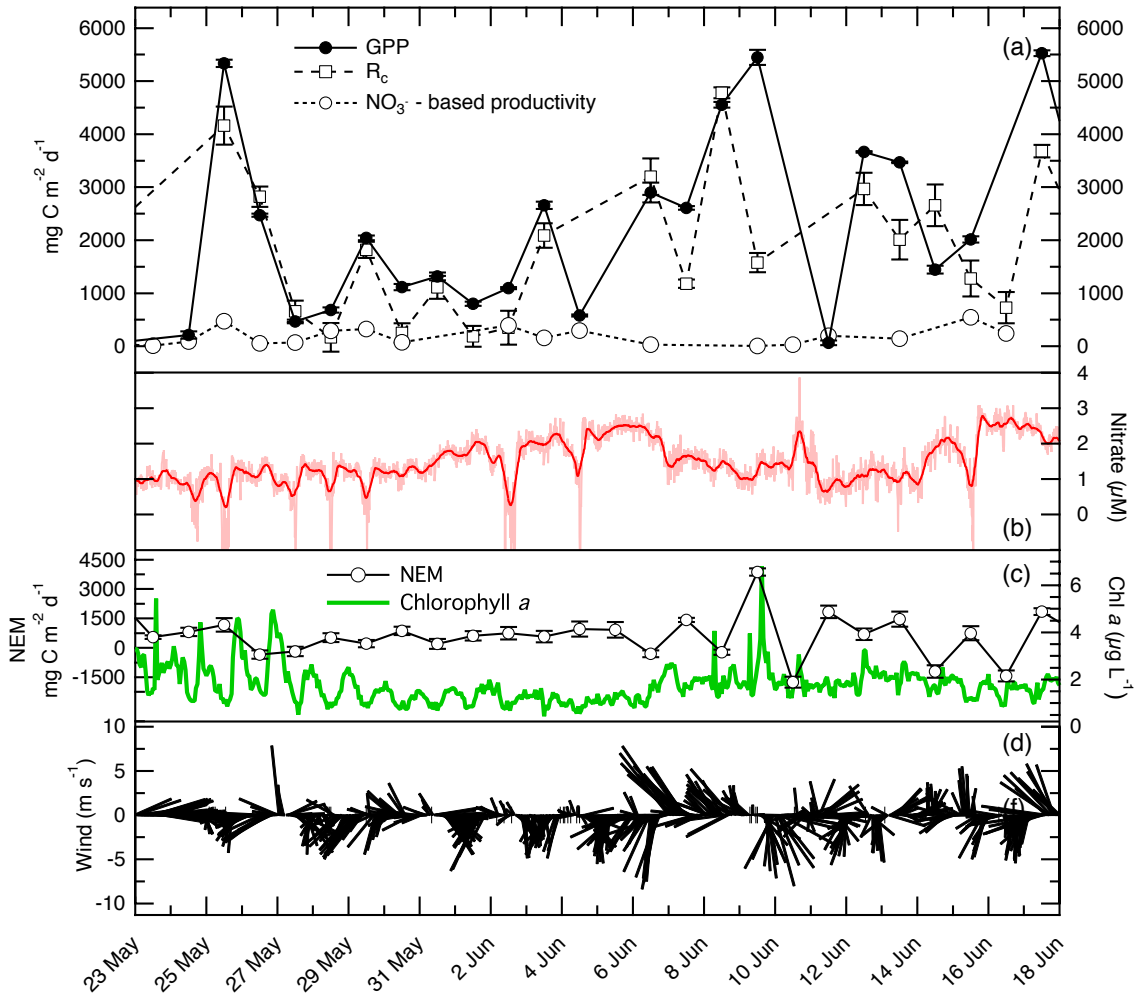 6000
5000
4000
3000
2000
1000
0
mg C m-2 d-1
GPP
Rc
NO3- - based productivity
(a)
6000
5000
4000
3000
2000
1000
0
4
3
2
1
0
Nitrate (µM)
(b)
4500
1500
0
-1500
NEM
mg C m-2 d-1
NEM
Chlorophyll a
(c)
6
4
2
0
Chl a (µg L-1)
10
5
0
-5
-10
Wind (m s-1)
(d)
(f)
23 May
25 May
27 May
29 May
31 May
2 Jun
4 Jun
6 Jun
8 Jun
10 Jun
12 Jun
14 Jun
16 Jun
18 Jun